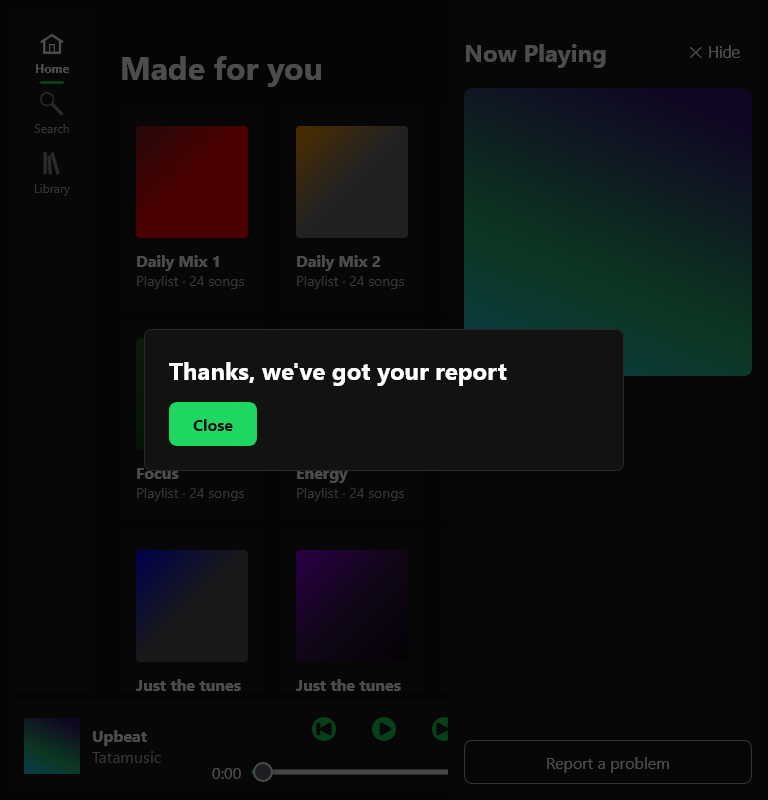 Home
Search
Library
Made for you
Daily Mix 1
Playlist · 24 songs
Daily Mix 2
Playlist · 24 songs
Focus
Playlist · 24 songs
Energy
Playlist · 24 songs
Just the tunes
Just the tunes
Now Playing
Hide
Thanks, we've got your report
Close
Report a problem
Upbeat
Tatamusic
0:00